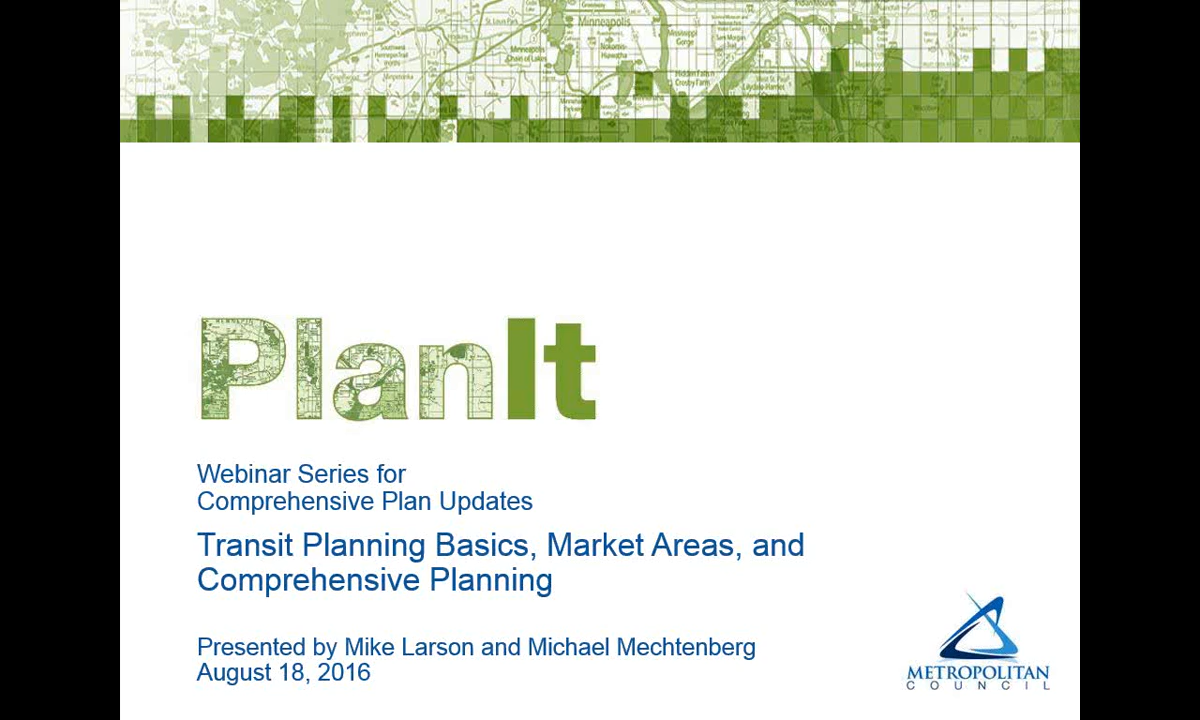 Minneapolis
PlanIt
Webinar Series for
Comprehensive Plan Updates
Transit Planning Basics, Market Areas, and
Comprehensive Planning
Presented by Mike Larson and Michael Mechtenberg
August 18, 2016
METROPOLITAN
COUNCIL